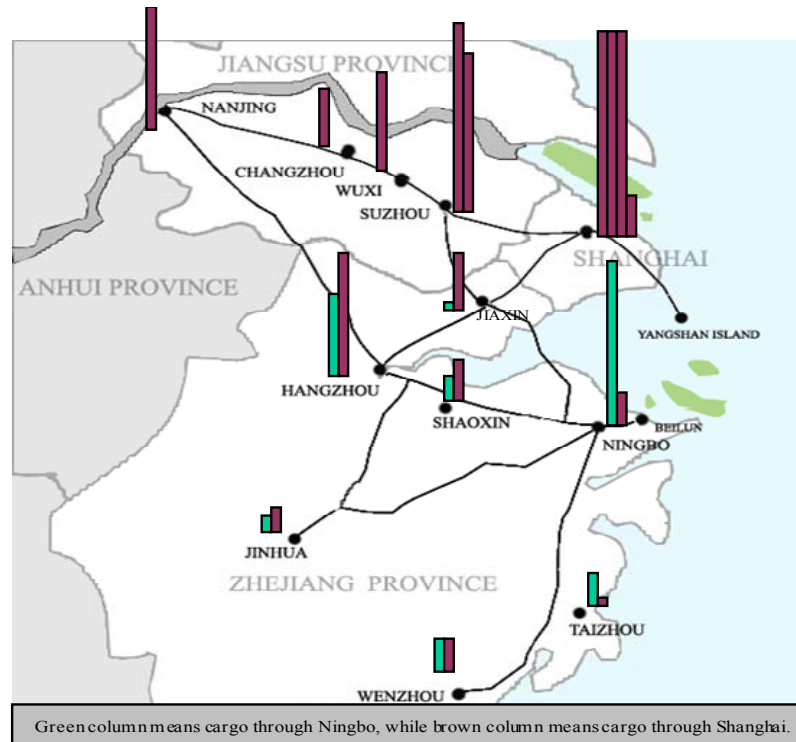 JIANGSU PROVINCE
NANJING
CHANGZHOU
WUXI
SUZHOU
SHANGHAI
ANHUI PROVINCE
JIAXIN
YANGSHAN ISLAND
HANGZHOU
SHAOXIN
BEILUN
NINGBO
JINHUA
ZHEJIANG PROVINCE
TAIZHOU
WENZHOU
Green column means cargo through Ningbo, while brown column means cargo through Shanghai.